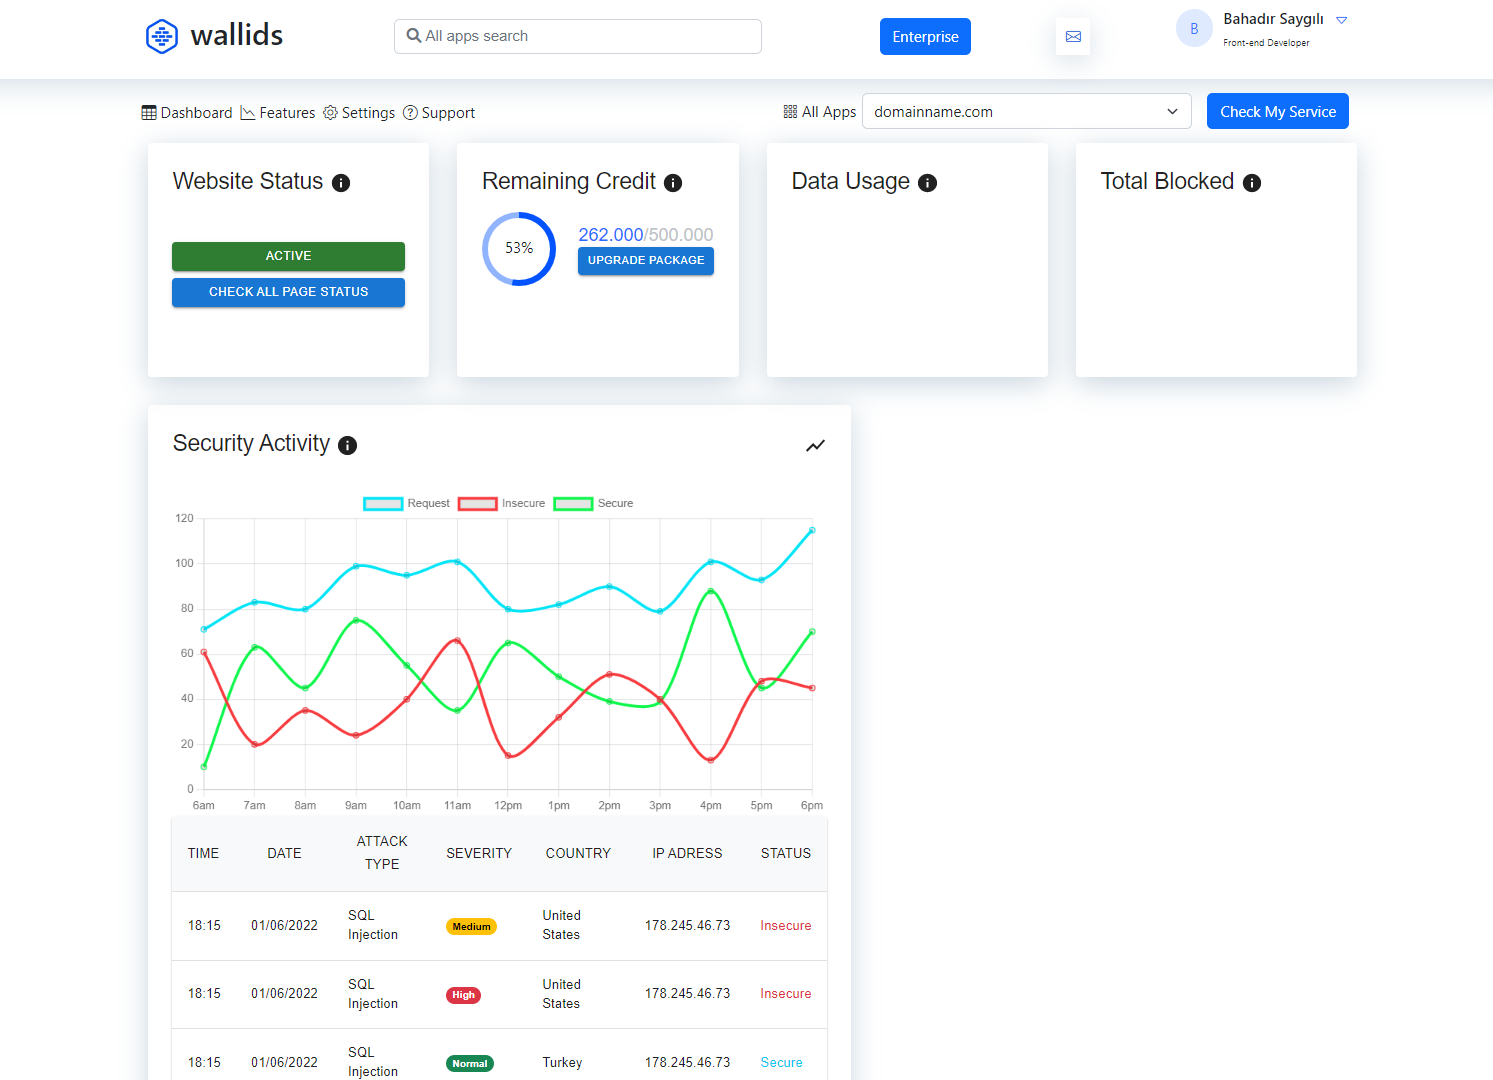 wallids
All apps search
Enterprise
B
Bahadır Saygılı
Front-end Developer
Dashboard Features Settings Support
All Apps
domainname.com
Check My Service
Website Status
ACTIVE
CHECK ALL PAGE STATUS
Remaining Credit
53%
262.000/500.000
UPGRADE PACKAGE
Data Usage
Total Blocked
Security Activity
Request Insecure Secure
120
100
80
60
40
20
0
6am 7am 8am 9am 10am 11am 12pm 1pm 2pm 3pm 4pm 5pm 6pm
TIME DATE ATTACK TYPE SEVERITY COUNTRY IP ADRESS STATUS
18:15 01/06/2022 SQL Injection Medium United States 178.245.46.73 Insecure
18:15 01/06/2022 SQL Injection High United States 178.245.46.73 Insecure
18:15 01/06/2022 SQL Injection Normal Turkey 178.245.46.73 Secure